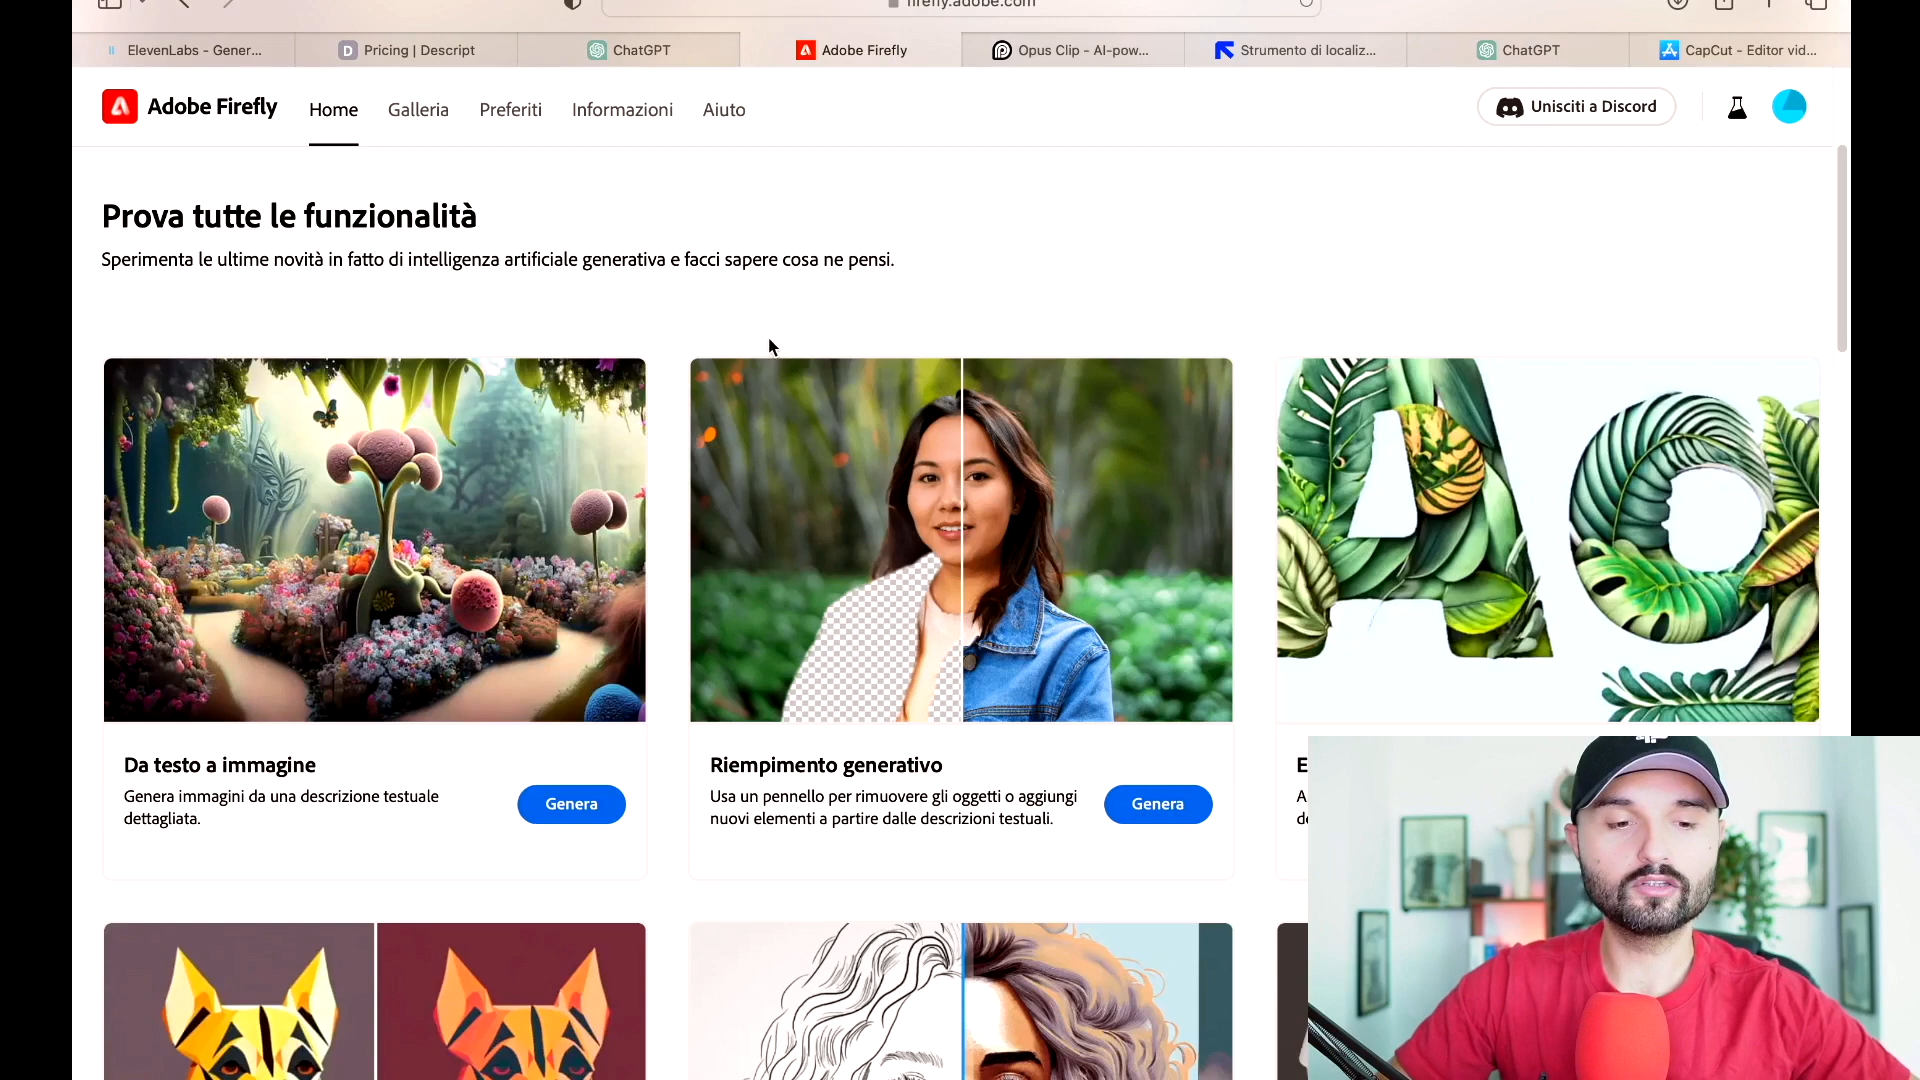 firefly.adobe.com
ElevenLabs - Gener...
Pricing | Descript
ChatGPT
Adobe Firefly
Opus Clip - AI-pow...
Strumento di localiz...
ChatGPT
CapCut - Editor vid...
Adobe Firefly
Home
Galleria
Preferiti
Informazioni
Aiuto
Unisciti a Discord
Prova tutte le funzionalità
Sperimenta le ultime novità in fatto di intelligenza artificiale generativa e facci sapere cosa ne pensi.
Da testo a immagine
Genera immagini da una descrizione testuale
dettagliata.
Genera
Riempimento generativo
Usa un pennello per rimuovere gli oggetti o aggiungi
nuovi elementi a partire dalle descrizioni testuali.
Genera